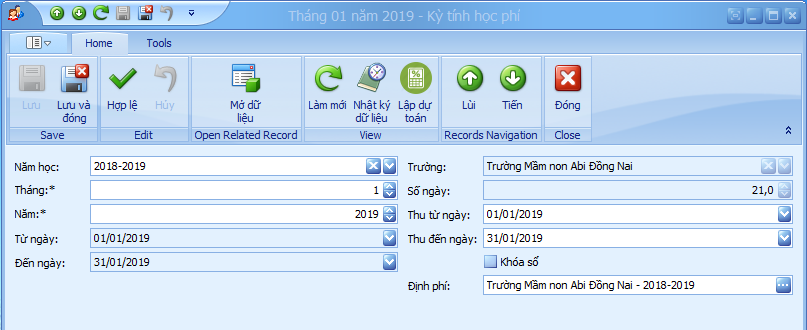 Tháng 01 năm 2019 - Kỳ tính học phí
Home Tools
Lưu
Lưu và đóng
Hợp lệ
Hủy
Mở dữ liệu
Làm mới
Nhật ký dữ liệu
Lập dự toán
Lùi
Tiến
Đóng
Save Edit Open Related Record View Records Navigation Close
Năm học: 2018-2019
Trường: Trường Mầm non Abi Đồng Nai
Tháng:* 1
Số ngày: 21,0
Năm:* 2019
Thu từ ngày: 01/01/2019
Từ ngày: 01/01/2019
Thu đến ngày: 31/01/2019
Đến ngày: 31/01/2019
Khóa sổ
Định phí: Trường Mầm non Abi Đồng Nai - 2018-2019